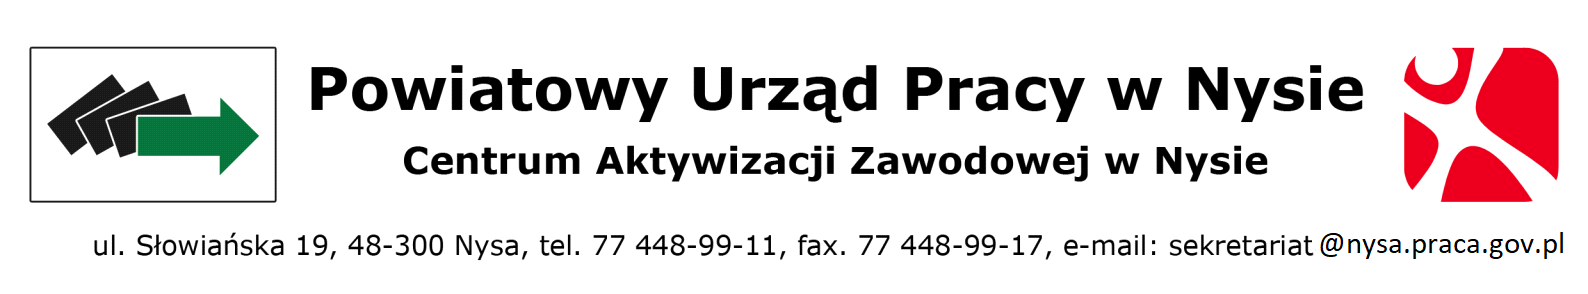 Powiatowy Urząd Pracy w Nysie
Centrum Aktywizacji Zawodowej w Nysie
ul. Słowiańska 19, 48-300 Nysa, tel. 77 448-99-11, fax. 77 448-99-17, e-mail: sekretariat @nysa.praca.gov.pl